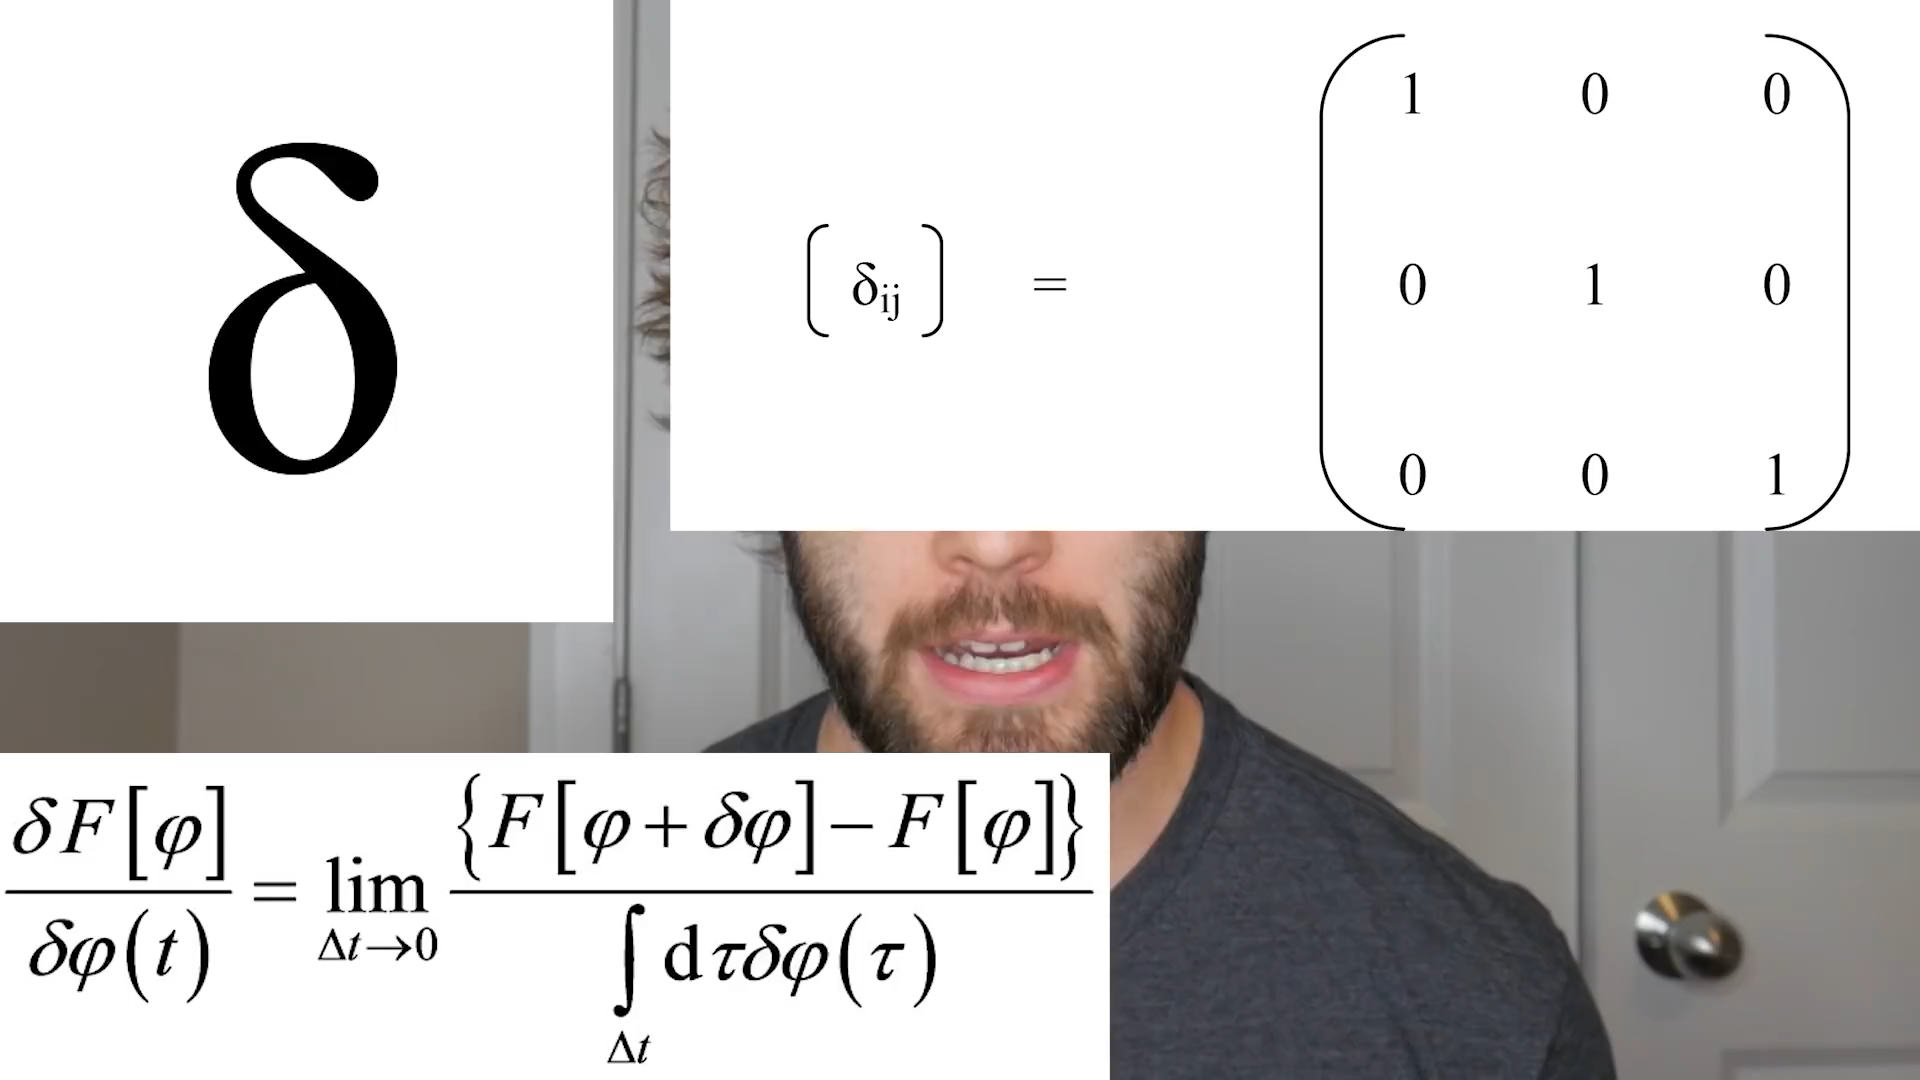 δ
[δij] = (1 0 0
0 1 0
0 0 1)
δF[φ] / δφ(t) = lim Δt→0 {F[φ + δφ] − F[φ]} / ∫Δt dτδφ(τ)